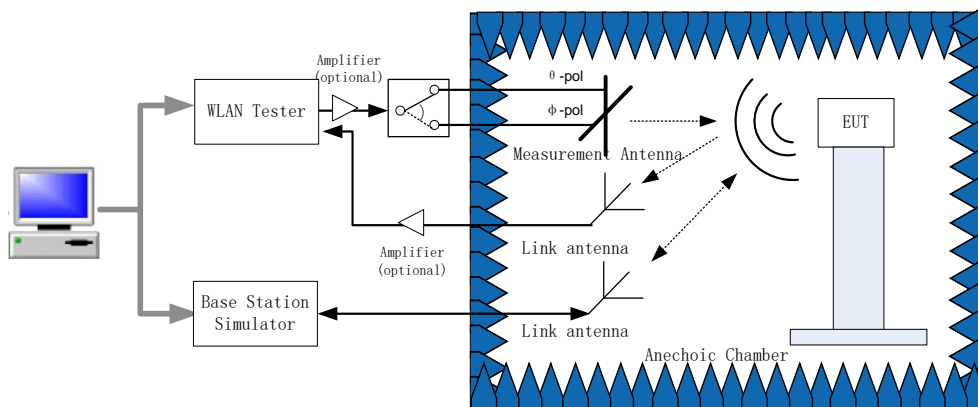 Amplifier
(optional)
WLAN Tester
θ-pol
ϕ-pol
EUT
Measurement Antenna
Amplifier
(optional)
Link antenna
Base Station
Simulator
Link antenna
Anechoic Chamber